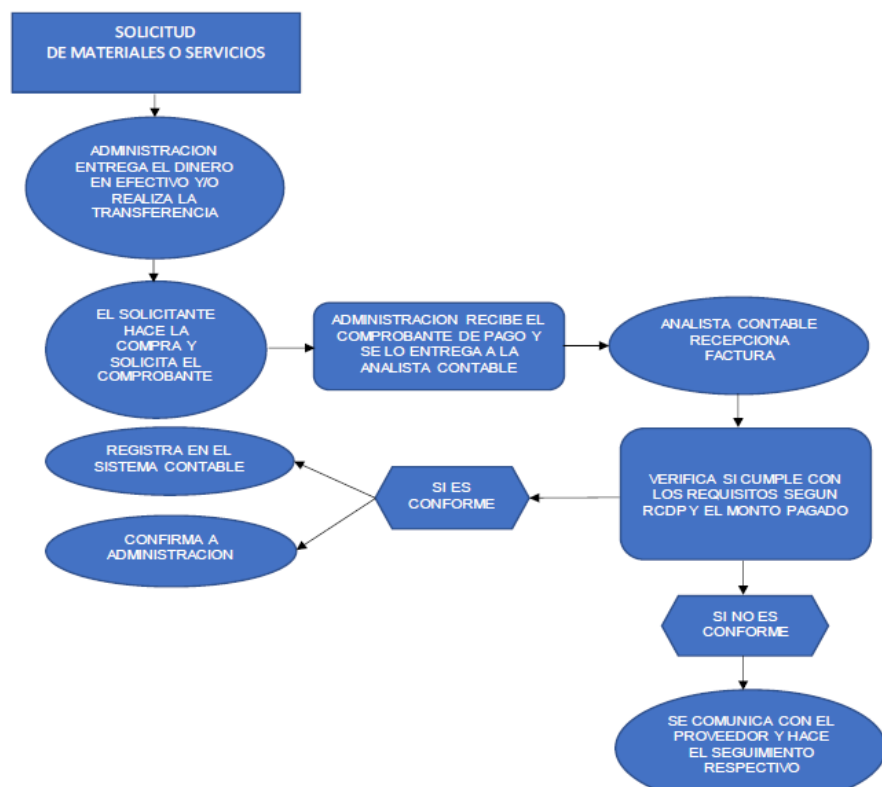 SOLICITUD
DE MATERIALES O SERVICIOS
ADMINISTRACION
ENTREGA EL DINERO
EN EFECTIVO Y/O
REALIZA LA
TRANSFERENCIA
EL SOLICITANTE
HACE LA
COMPRA Y
SOLICITA EL
COMPROBANTE
ADMINISTRACION RECIBE EL
COMPROBANTE DE PAGO Y
SE LO ENTREGA A LA
ANALISTA CONTABLE
ANALISTA CONTABLE
RECEPCIONA
FACTURA
VERIFICA SI CUMPLE CON
LOS REQUISITOS SEGUN
RCDP Y EL MONTO PAGADO
SI ES
CONFORME
REGISTRA EN EL
SISTEMA CONTABLE
CONFIRMA A
ADMINISTRACION
SI NO ES
CONFORME
SE COMUNICA CON EL
PROVEEDOR Y HACE
EL SEGUIMIENTO
RESPECTIVO